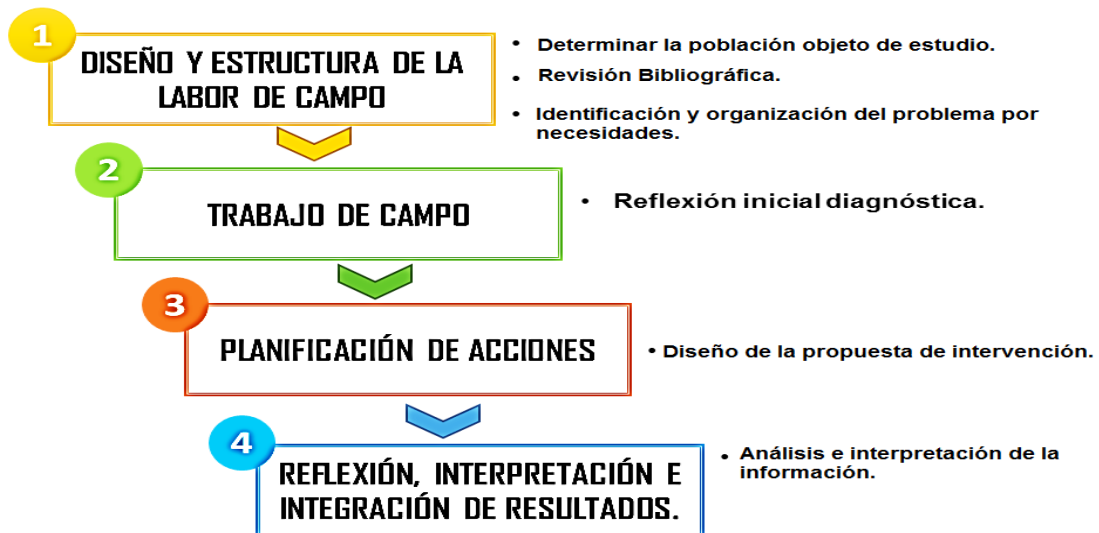 1
DISEÑO Y ESTRUCTURA DE LA
LABOR DE CAMPO
• Determinar la población objeto de estudio.
• Revisión Bibliográfica.
• Identificación y organización del problema por
necesidades.
2
TRABAJO DE CAMPO
• Reflexión inicial diagnóstica.
3
PLANIFICACIÓN DE ACCIONES
• Diseño de la propuesta de intervención.
4
REFLEXIÓN, INTERPRETACIÓN E
INTEGRACIÓN DE RESULTADOS.
• Análisis e interpretación de la
información.